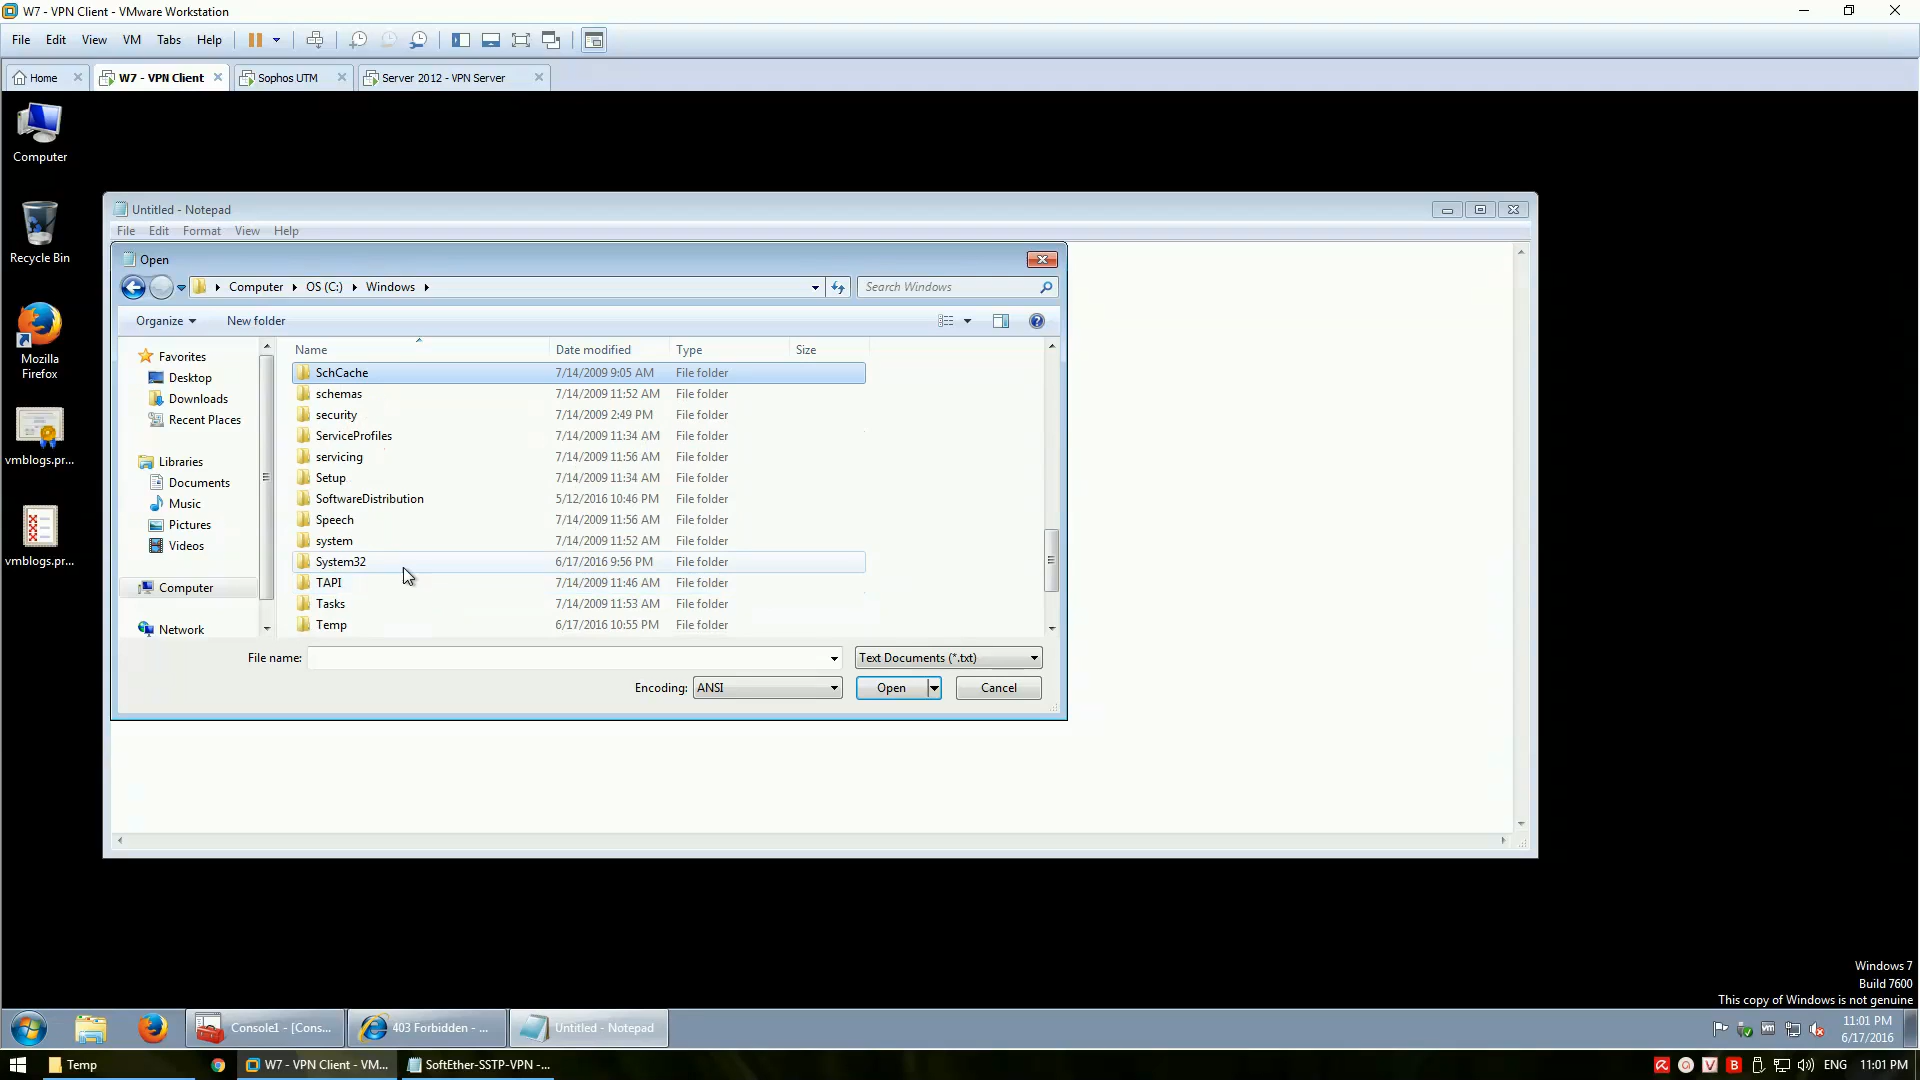 W7 - VPN Client - VMware Workstation
File Edit View VM Tabs Help
Home W7 - VPN Client Sophos UTM Server 2012 - VPN Server
Computer
Recycle Bin
Mozilla
Firefox
vmblogs.pr...
vmblogs.pr...
Untitled - Notepad
File Edit Format View Help
Open
Computer OS (C:) Windows Search Windows
Organize New folder
Name Date modified Type Size
Favorites
Desktop
Downloads
Recent Places
Libraries
Documents
Music
Pictures
Videos
Computer
Network
SchCache 7/14/2009 9:05 AM File folder
schemas 7/14/2009 11:52 AM File folder
security 7/14/2009 2:49 PM File folder
ServiceProfiles 7/14/2009 11:34 AM File folder
servicing 7/14/2009 11:56 AM File folder
Setup 7/14/2009 11:34 AM File folder
SoftwareDistribution 5/12/2016 10:46 PM File folder
Speech 7/14/2009 11:56 AM File folder
system 7/14/2009 11:52 AM File folder
System32 6/17/2016 9:56 PM File folder
TAPI 7/14/2009 11:46 AM File folder
Tasks 7/14/2009 11:53 AM File folder
Temp 6/17/2016 10:55 PM File folder
File name: Text Documents (*.txt)
Encoding: ANSI Open Cancel
Windows 7
Build 7600
This copy of Windows is not genuine
Console1 - [Cons... 403 Forbidden - ... Untitled - Notepad
11:01 PM
6/17/2016
Temp W7 - VPN Client - VM... SoftEther-SSTP-VPN -... ENG 11:01 PM